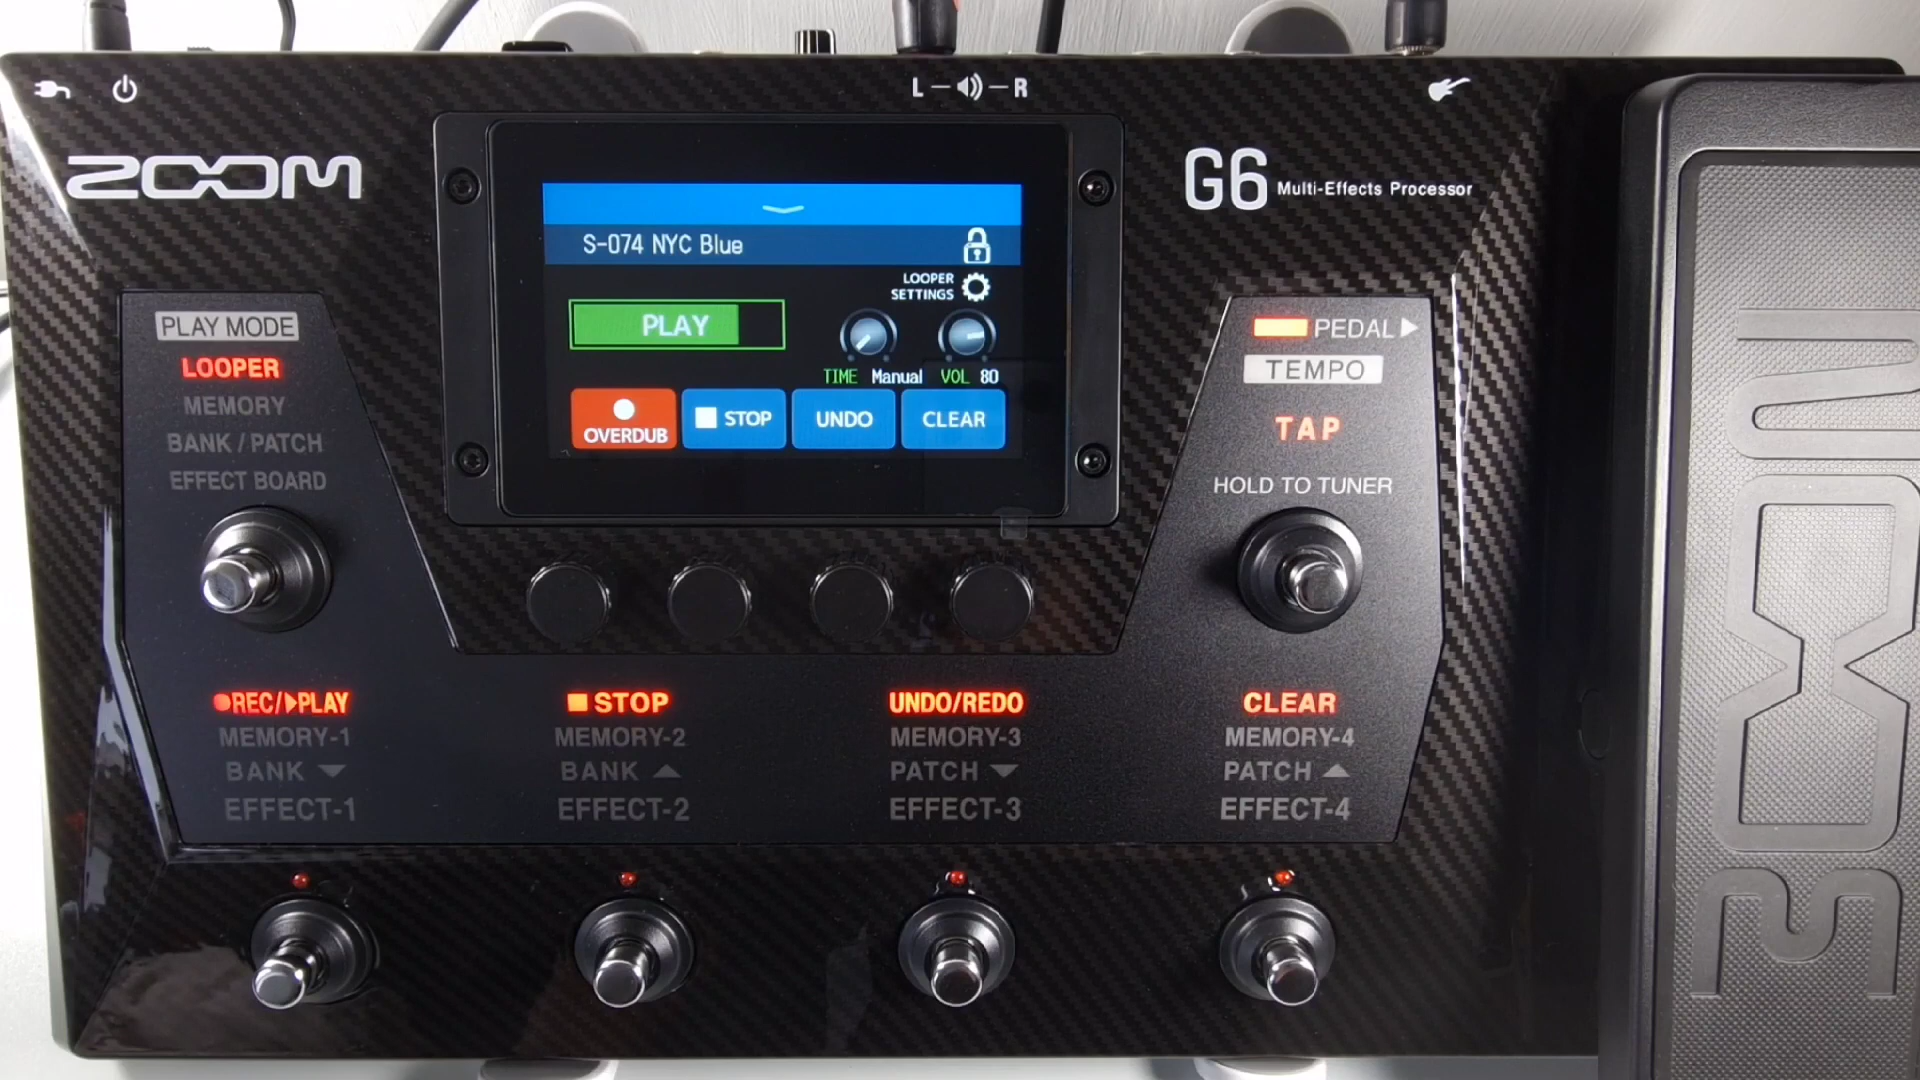 L R
ZOOM
G6 Multi-Effects Processor
S-074 NYC Blue
LOOPER
SETTINGS
PLAY
TIME Manual VOL 80
OVERDUB
STOP
UNDO
CLEAR
PLAY MODE
LOOPER
MEMORY
BANK / PATCH
EFFECT BOARD
PEDAL
TEMPO
TAP
HOLD TO TUNER
REC/PLAY
MEMORY-1
BANK
EFFECT-1
STOP
MEMORY-2
BANK
EFFECT-2
UNDO/REDO
MEMORY-3
PATCH
EFFECT-3
CLEAR
MEMORY-4
PATCH
EFFECT-4
ZOOM